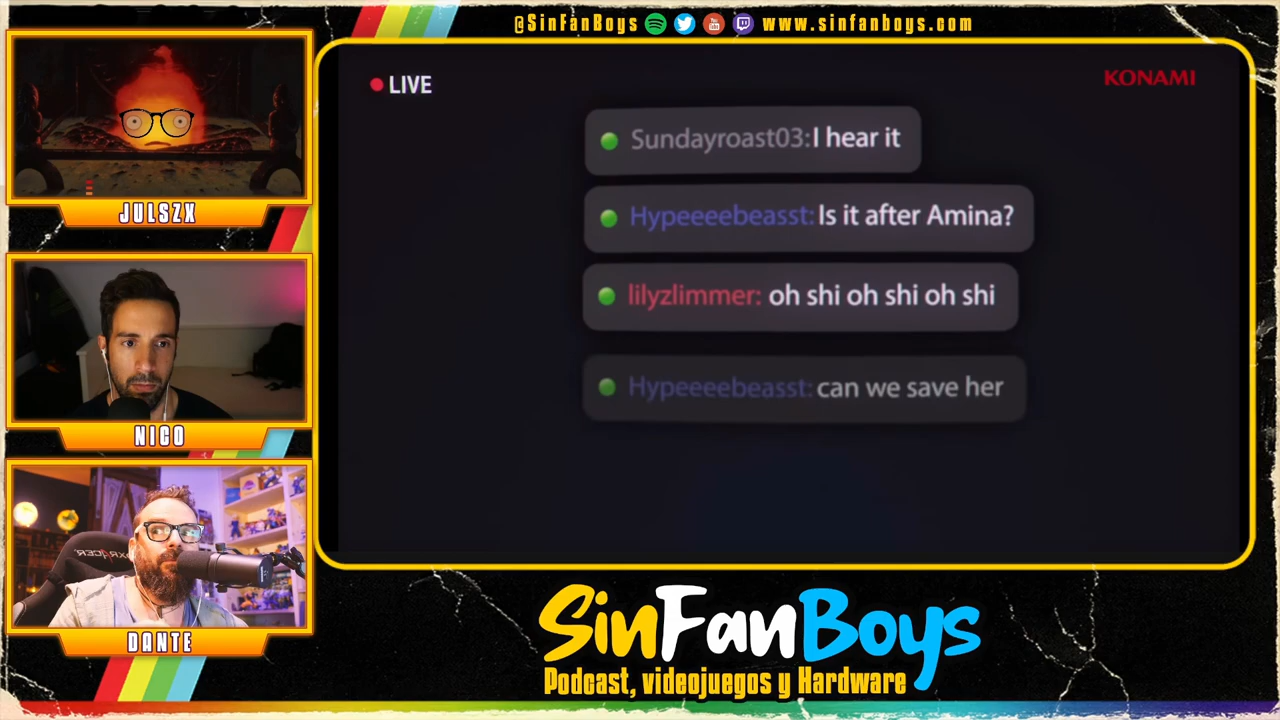 @SinFanBoys www.sinfanboys.com
LIVE
KONAMI
Sundayroast03: I hear it
Hypeeeebeasst: Is it after Amina?
lilyzlimmer: oh shi oh shi oh shi
Hypeeeebeasst: can we save her
JULSZX
NICO
DANTE
SinFanBoys
Podcast, videojuegos y Hardware